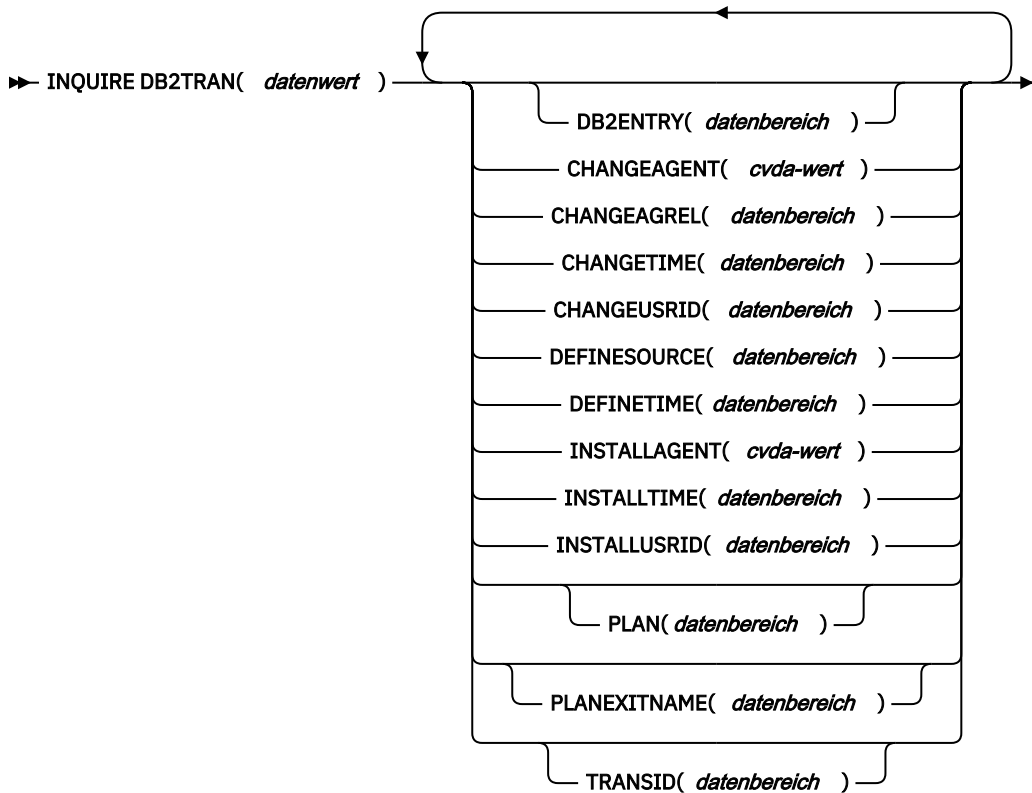 INQUIRE DB2TRAN( datenwert )
DB2ENTRY( datenbereich )
CHANGEAGENT( cvda-wert )
CHANGEAGREL( datenbereich )
CHANGETIME( datenbereich )
CHANGEUSRID( datenbereich )
DEFINESOURCE( datenbereich )
DEFINETIME( datenbereich )
INSTALLAGENT( cvda-wert )
INSTALLTIME( datenbereich )
INSTALLUSRID( datenbereich )
PLAN( datenbereich )
PLANEXITNAME( datenbereich )
TRANSID( datenbereich )